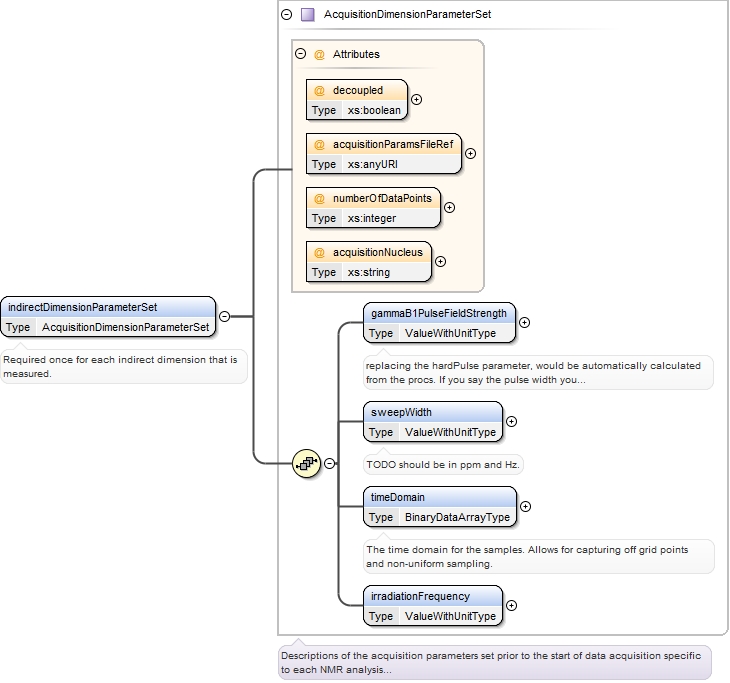 AcquisitionDimensionParameterSet
@ Attributes
@ decoupled
Type xs:boolean
@ acquisitionParamsFileRef
Type xs:anyURI
@ numberOfDataPoints
Type xs:integer
@ acquisitionNucleus
Type xs:string
indirectDimensionParameterSet
Type AcquisitionDimensionParameterSet
Required once for each indirect dimension that is
measured.
gammaB1PulseFieldStrength
Type ValueWithUnitType
replacing the hardPulse parameter, would be automatically calculated
from the procs. If you say the pulse width you...
sweepWidth
Type ValueWithUnitType
TODO should be in ppm and Hz.
timeDomain
Type BinaryDataArrayType
The time domain for the samples. Allows for capturing off grid points
and non-uniform sampling.
irradiationFrequency
Type ValueWithUnitType
Descriptions of the acquisition parameters set prior to the start of data acquisition specific
to each NMR analysis...